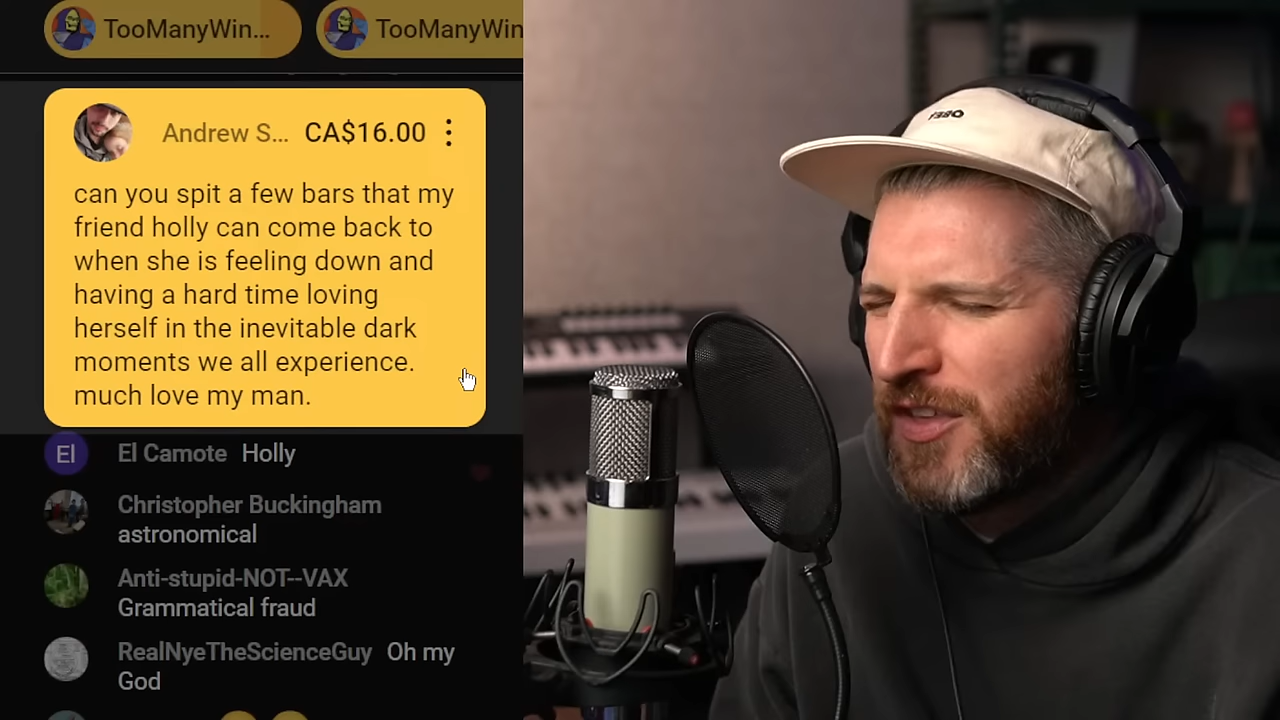 TooManyWin...
TooManyWin
Andrew S... CA$16.00
can you spit a few bars that my
friend holly can come back to
when she is feeling down and
having a hard time loving
herself in the inevitable dark
moments we all experience.
much love my man.
El
El Camote Holly
Christopher Buckingham
astronomical
Anti-stupid-NOT--VAX
Grammatical fraud
RealNyeTheScienceGuy Oh my
God
OBEY